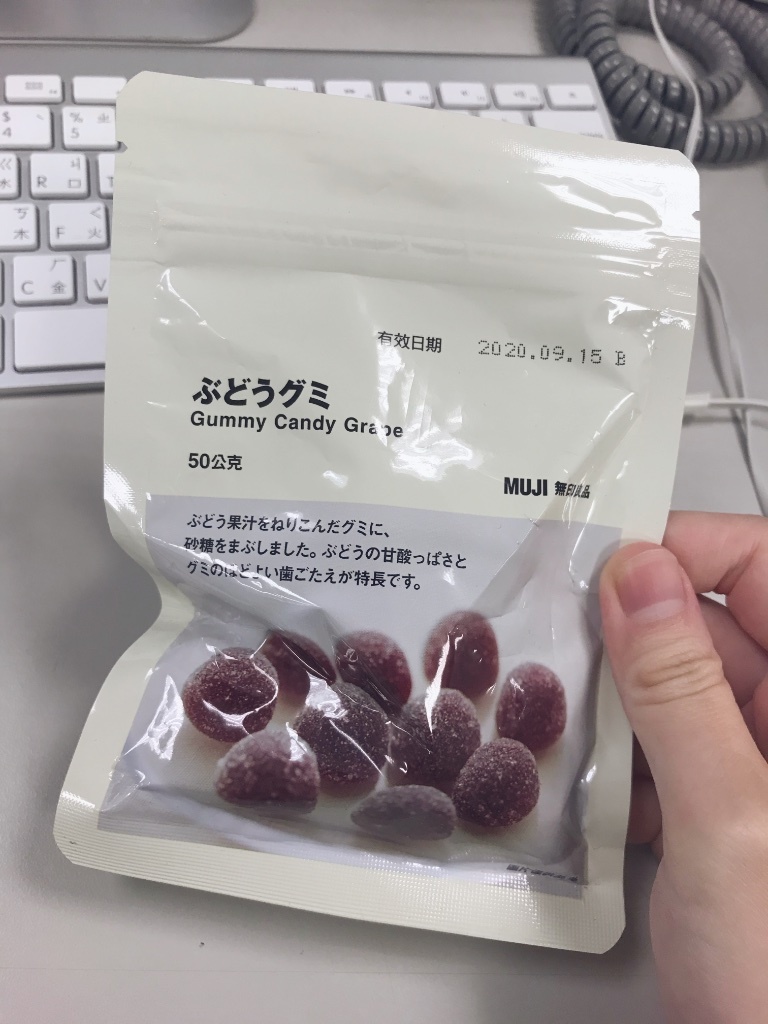 有效日期 2020.09.15 B
ぶどうグミ
Gummy Candy Grape
50公克
MUJI 無印良品
ぶどう果汁をねりこんだグミに、
砂糖をまぶしました。ぶどうの甘酸っぱさと
グミのほどよい歯ごたえが特長です。
$ 4
% 5
R
F
C
V